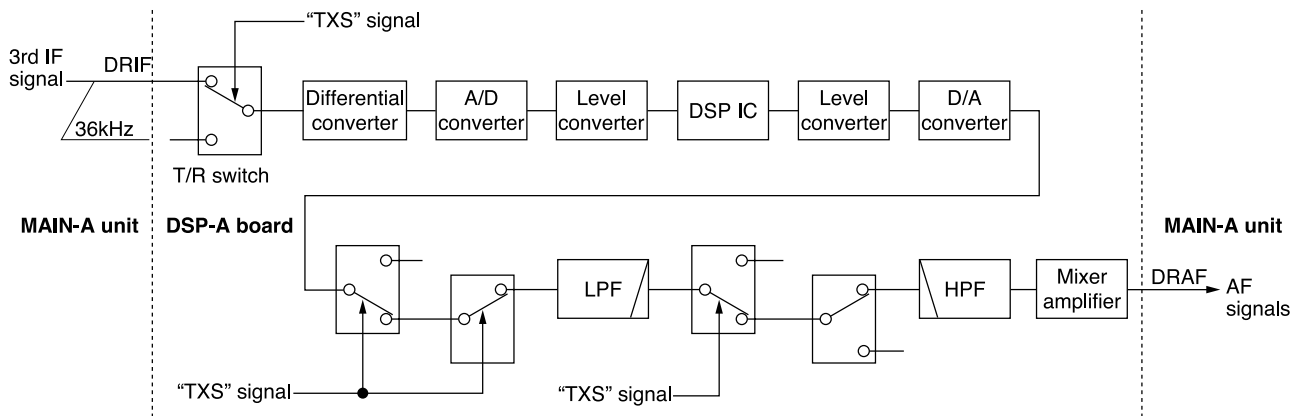 “TXS” signal
3rd IF
signal
DRIF
36kHz
T/R switch
Differential
converter
A/D
converter
Level
converter
DSP IC
Level
converter
D/A
converter
MAIN-A unit
DSP-A board
MAIN-A unit
LPF
HPF
Mixer
amplifier
DRAF
AF
signals
“TXS” signal
“TXS” signal